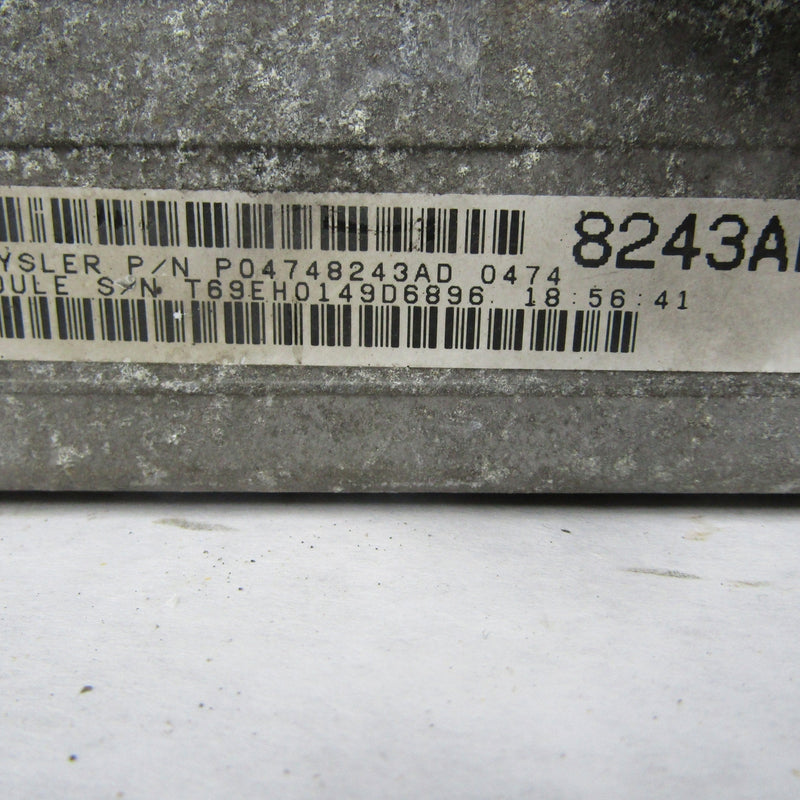 8243A
YSLER P/N P04748243AD 0474
DULE S/N T69EH0149D6896 18:56:41